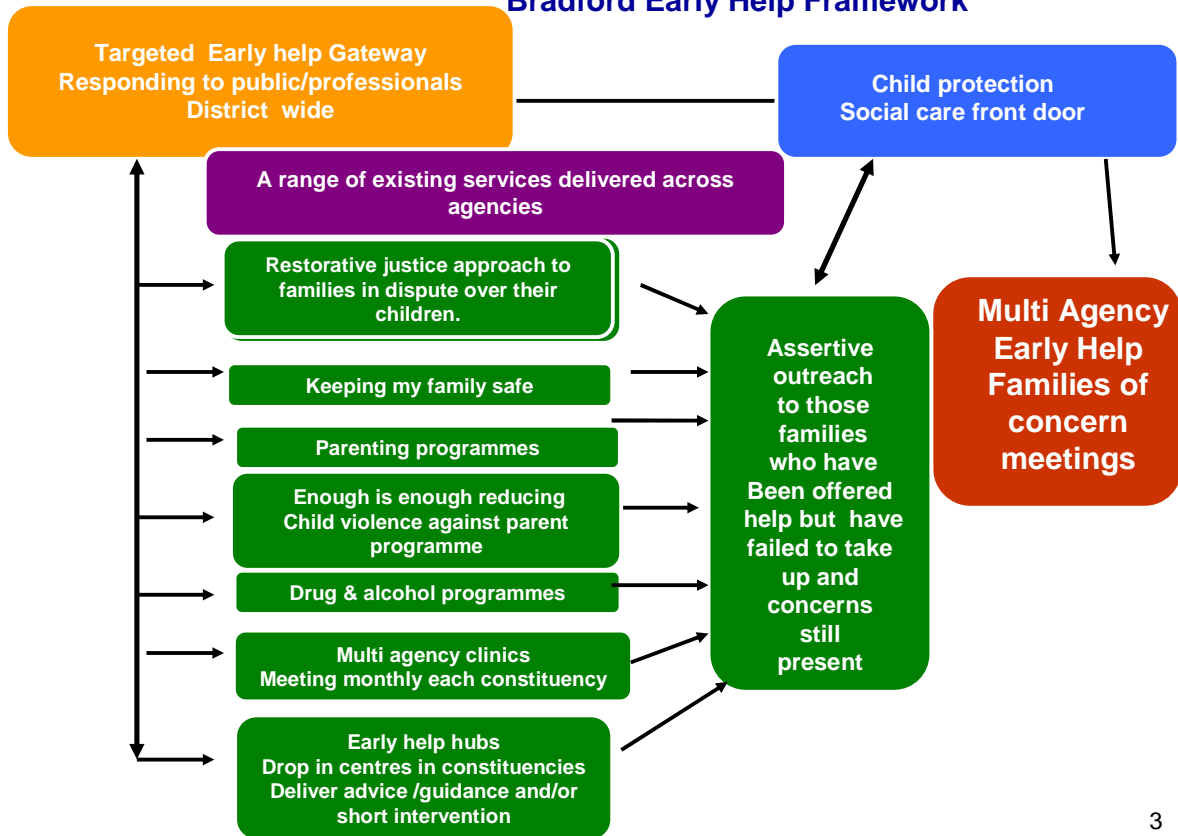 Bradford Early Help Framework
Targeted Early help Gateway
Responding to public/professionals
District wide
Child protection
Social care front door
A range of existing services delivered across
agencies
Restorative justice approach to
families in dispute over their
children.
Keeping my family safe
Parenting programmes
Enough is enough reducing
Child violence against parent
programme
Drug & alcohol programmes
Multi agency clinics
Meeting monthly each constituency
Early help hubs
Drop in centres in constituencies
Deliver advice /guidance and/or
short intervention
Assertive
outreach
to those
families
who have
Been offered
help but have
failed to take
up and
concerns
still
present
Multi Agency
Early Help
Families of
concern
meetings
3